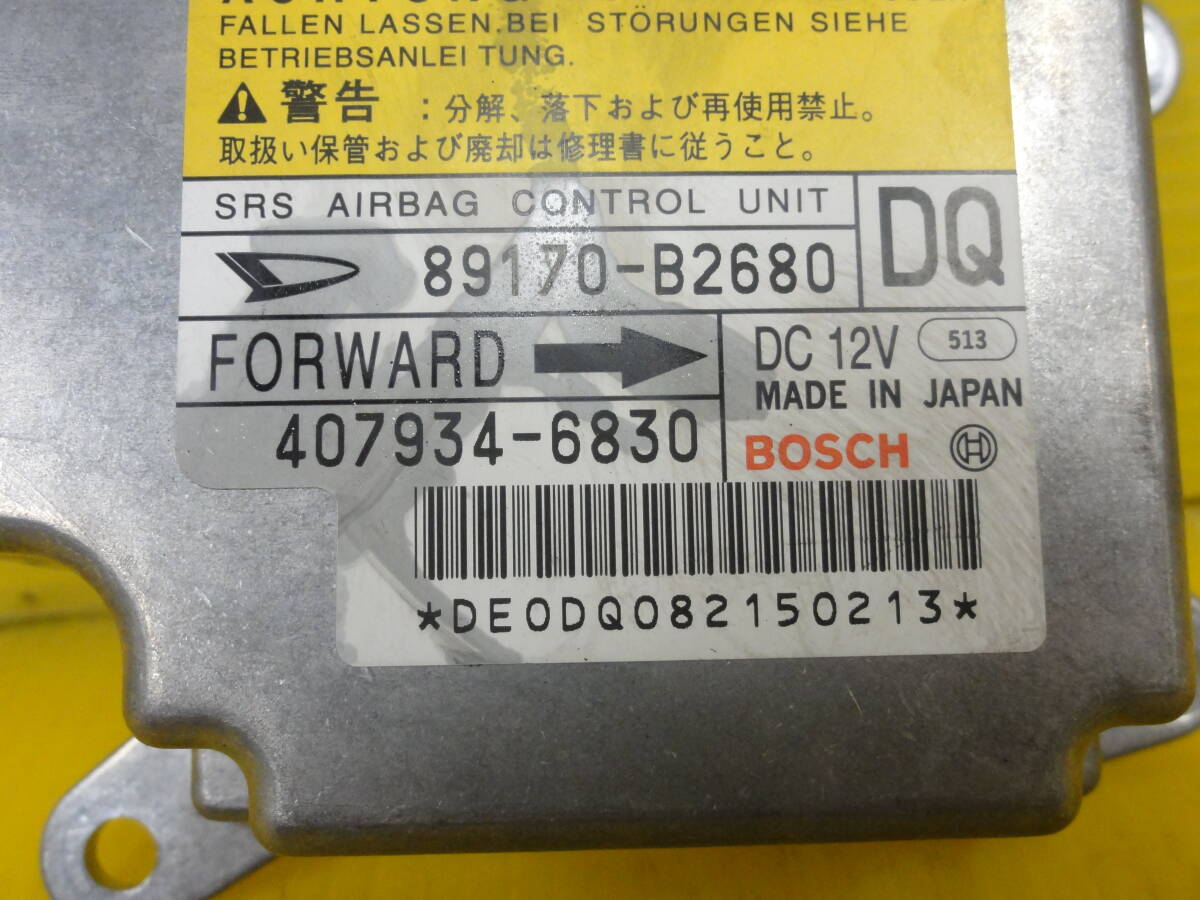 FALLEN LASSEN.BEI STÖRUNGEN SIEHE
BETRIEBSANLEI TUNG.
警告 : 分解、落下および再使用禁止。
取扱い保管および廃却は修理書に従うこと。
SRS AIRBAG CONTROL UNIT
DQ
89170-B2680
FORWARD
DC 12V 513
MADE IN JAPAN
407934-6830
BOSCH
*DE0DQ082150213*